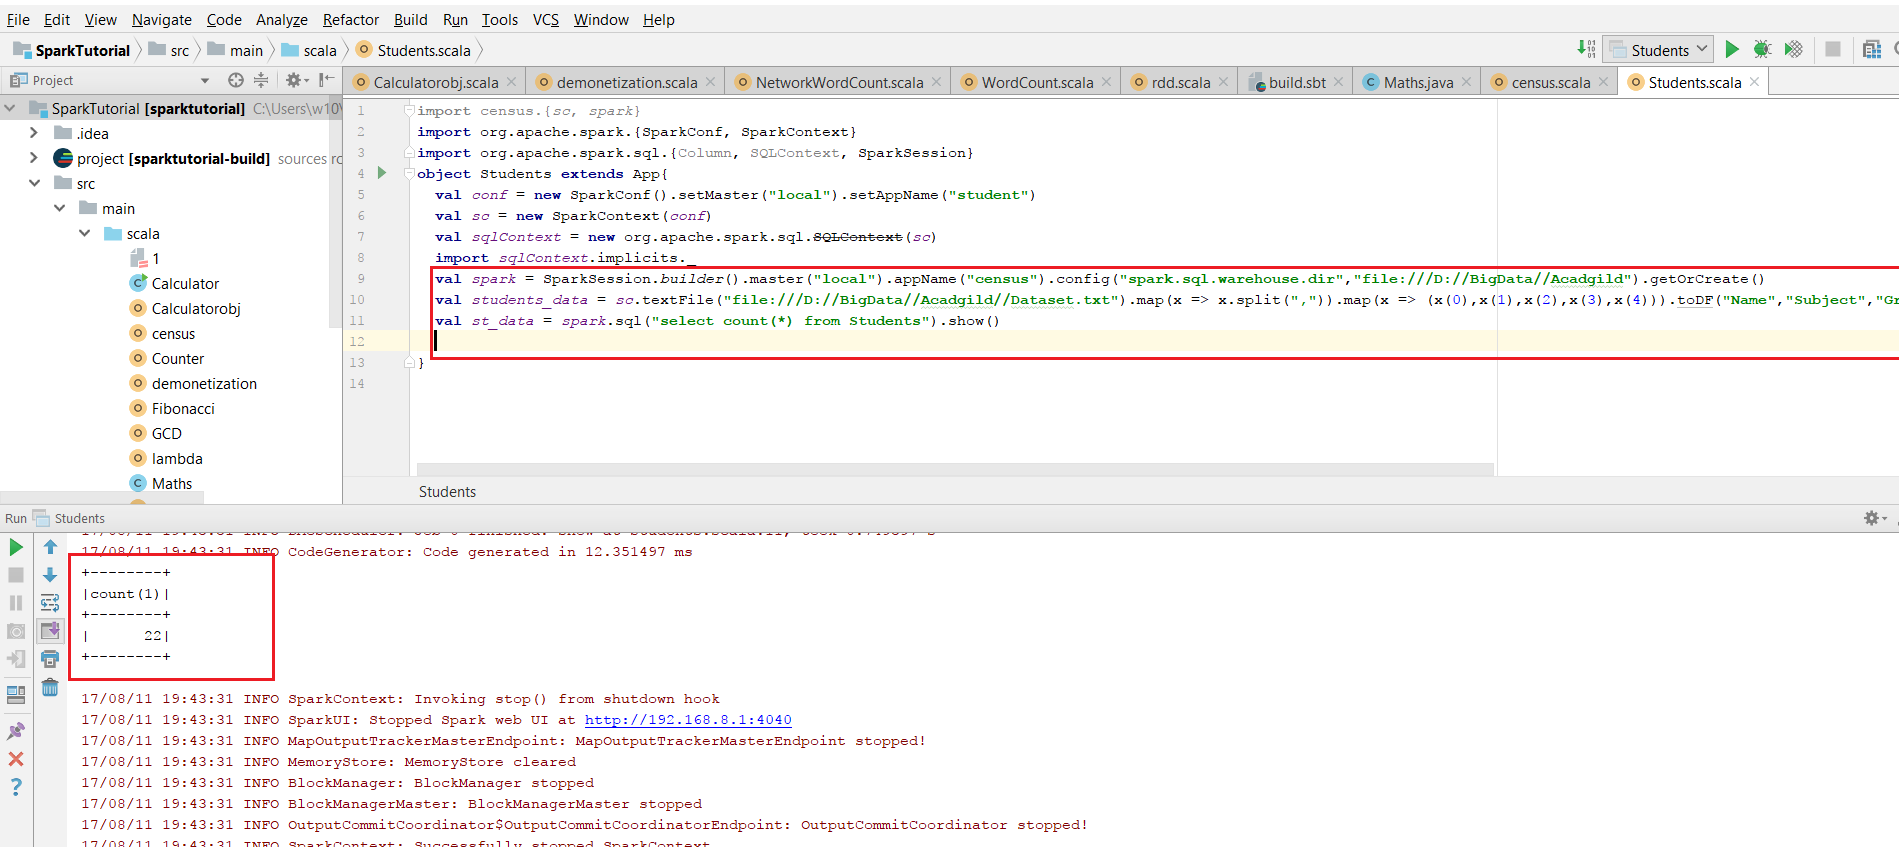 File Edit View Navigate Code Analyze Refactor Build Run Tools VCS Window Help
SparkTutorial src main scala Students.scala
Students
Project
Calculatorobj.scala demonetization.scala NetworkWordCount.scala WordCount.scala rdd.scala build.sbt Maths.java census.scala Students.scala
SparkTutorial [sparktutorial] C:\Users\w10\
.idea
project [sparktutorial-build] sources ro
src
main
scala
1
Calculator
Calculatorobj
census
Counter
demonetization
Fibonacci
GCD
lambda
Maths
1 import census.{sc, spark}
2 import org.apache.spark.{SparkConf, SparkContext}
3 import org.apache.spark.sql.{Column, SQLContext, SparkSession}
4 object Students extends App{
5 val conf = new SparkConf().setMaster("local").setAppName("student")
6 val sc = new SparkContext(conf)
7 val sqlContext = new org.apache.spark.sql.SQLContext(sc)
8 import sqlContext.implicits._
9 val spark = SparkSession.builder().master("local").appName("census").config("spark.sql.warehouse.dir","file:///D://BigData//Acadgild").getOrCreate()
10 val students_data = sc.textFile("file:///D://BigData//Acadgild//Dataset.txt").map(x => x.split(",")).map(x => (x(0),x(1),x(2),x(3),x(4))).toDF("Name","Subject","Gr
11 val st_data = spark.sql("select count(*) from Students").show()
12
13 }
14
Students
Run Students
17/08/11 19:43:31 INFO CodeGenerator: Code generated in 12.351497 ms
+--------+
|count(1)|
+--------+
|      22|
+--------+
17/08/11 19:43:31 INFO SparkContext: Invoking stop() from shutdown hook
17/08/11 19:43:31 INFO SparkUI: Stopped Spark web UI at http://192.168.8.1:4040
17/08/11 19:43:31 INFO MapOutputTrackerMasterEndpoint: MapOutputTrackerMasterEndpoint stopped!
17/08/11 19:43:31 INFO MemoryStore: MemoryStore cleared
17/08/11 19:43:31 INFO BlockManager: BlockManager stopped
17/08/11 19:43:31 INFO BlockManagerMaster: BlockManagerMaster stopped
17/08/11 19:43:31 INFO OutputCommitCoordinator$OutputCommitCoordinatorEndpoint: OutputCommitCoordinator stopped!
17/08/11 19:43:31 INFO SparkContext: Successfully stopped SparkContext